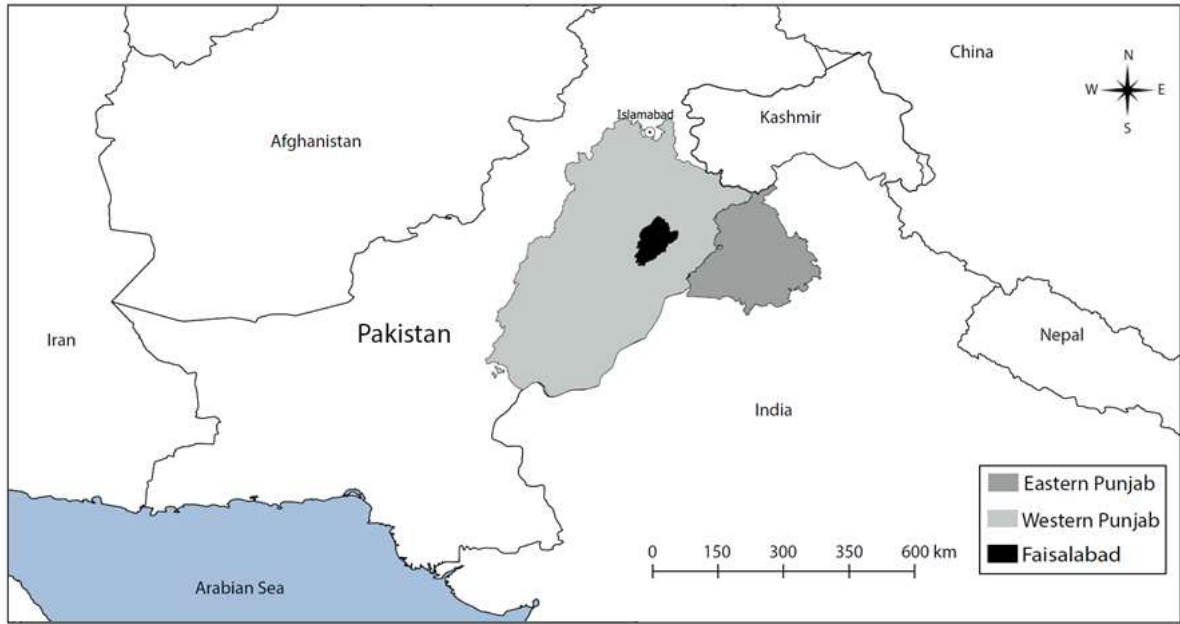 China
N
W E
S
Islamabad
Kashmir
Afghanistan
Pakistan
Iran
Nepal
India
Eastern Punjab
Western Punjab
Faisalabad
0 150 300 350 600 km
Arabian Sea